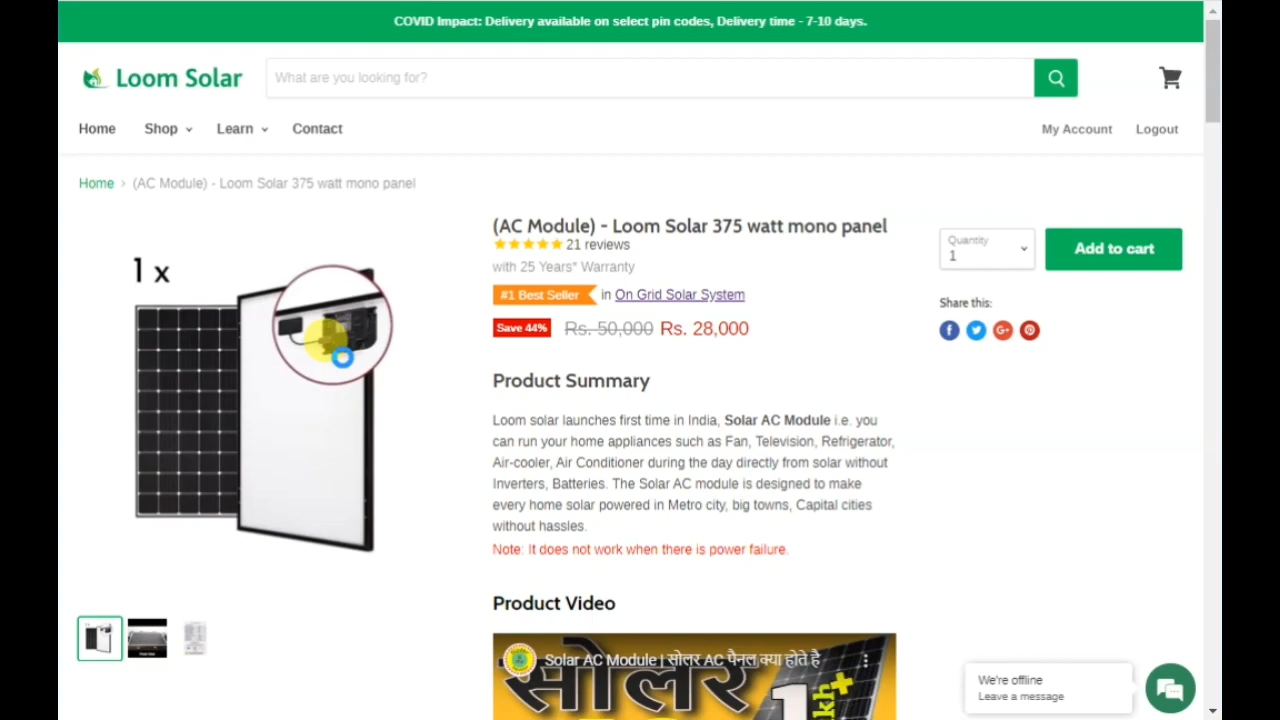 COVID Impact: Delivery available on select pin codes, Delivery time - 7-10 days.
Loom Solar
What are you looking for?
Home Shop Learn Contact
My Account Logout
Home › (AC Module) - Loom Solar 375 watt mono panel
1 x
(AC Module) - Loom Solar 375 watt mono panel
21 reviews
with 25 Years* Warranty
#1 Best Seller in On Grid Solar System
Save 44% Rs. 50,000 Rs. 28,000
Quantity
1
Add to cart
Share this:
Product Summary
Loom solar launches first time in India, Solar AC Module i.e. you
can run your home appliances such as Fan, Television, Refrigerator,
Air-cooler, Air Conditioner during the day directly from solar without
Inverters, Batteries. The Solar AC module is designed to make
every home solar powered in Metro city, big towns, Capital cities
without hassles.
Note: It does not work when there is power failure.
Product Video
Solar AC Module | सोलर AC पैनल क्या होते है
सोलर
We're offline
Leave a message